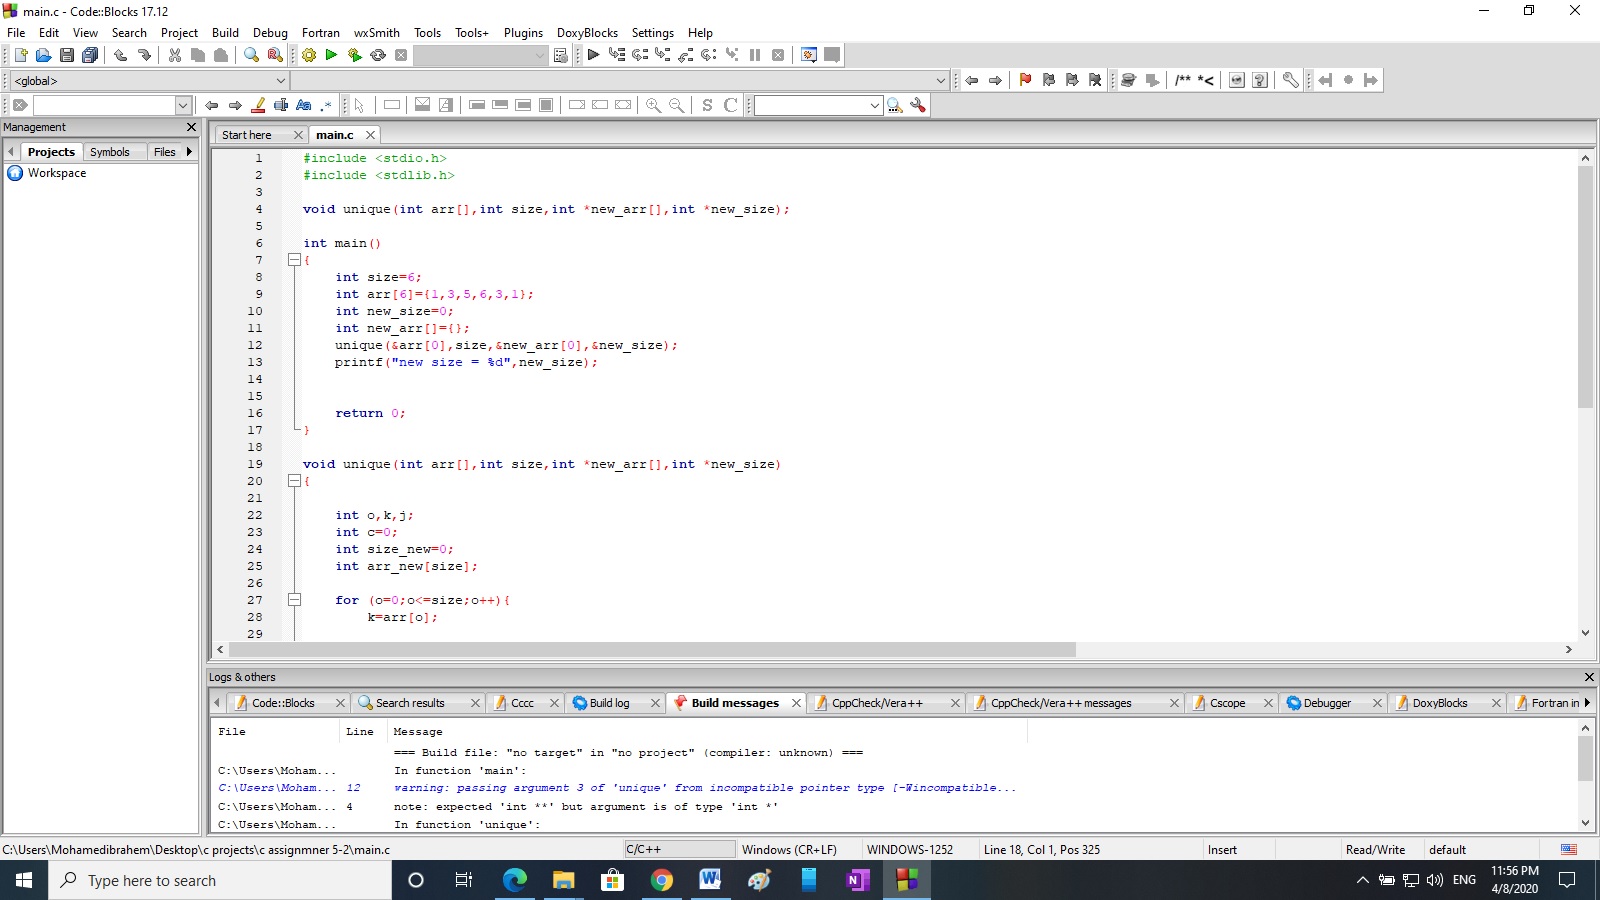 main.c - Code::Blocks 17.12
File Edit View Search Project Build Debug Fortran wxSmith Tools Tools+ Plugins DoxyBlocks Settings Help
<global>
/** *<
Aa .* S C
Management
Projects Symbols Files
Workspace
Start here main.c
1 #include <stdio.h>
2 #include <stdlib.h>
3
4 void unique(int arr[],int size,int *new_arr[],int *new_size);
5
6 int main()
7 {
8 int size=6;
9 int arr[6]={1,3,5,6,3,1};
10 int new_size=0;
11 int new_arr[]={};
12 unique(&arr[0],size,&new_arr[0],&new_size);
13 printf("new size = %d",new_size);
14
15
16 return 0;
17 }
18
19 void unique(int arr[],int size,int *new_arr[],int *new_size)
20 {
21
22 int o,k,j;
23 int c=0;
24 int size_new=0;
25 int arr_new[size];
26
27 for (o=0;o<=size;o++){
28 k=arr[o];
29
Logs & others
Code::Blocks Search results Cccc Build log Build messages CppCheck/Vera++ CppCheck/Vera++ messages Cscope Debugger DoxyBlocks Fortran in
File Line Message
=== Build file: "no target" in "no project" (compiler: unknown) ===
C:\Users\Moham... In function 'main':
C:\Users\Moham... 12 warning: passing argument 3 of 'unique' from incompatible pointer type [-Wincompatible...
C:\Users\Moham... 4 note: expected 'int **' but argument is of type 'int *'
C:\Users\Moham... In function 'unique':
C:\Users\Mohamedibrahem\Desktop\c projects\c assignmner 5-2\main.c C/C++ Windows (CR+LF) WINDOWS-1252 Line 18, Col 1, Pos 325 Insert Read/Write default
Type here to search
ENG
11:56 PM
4/8/2020